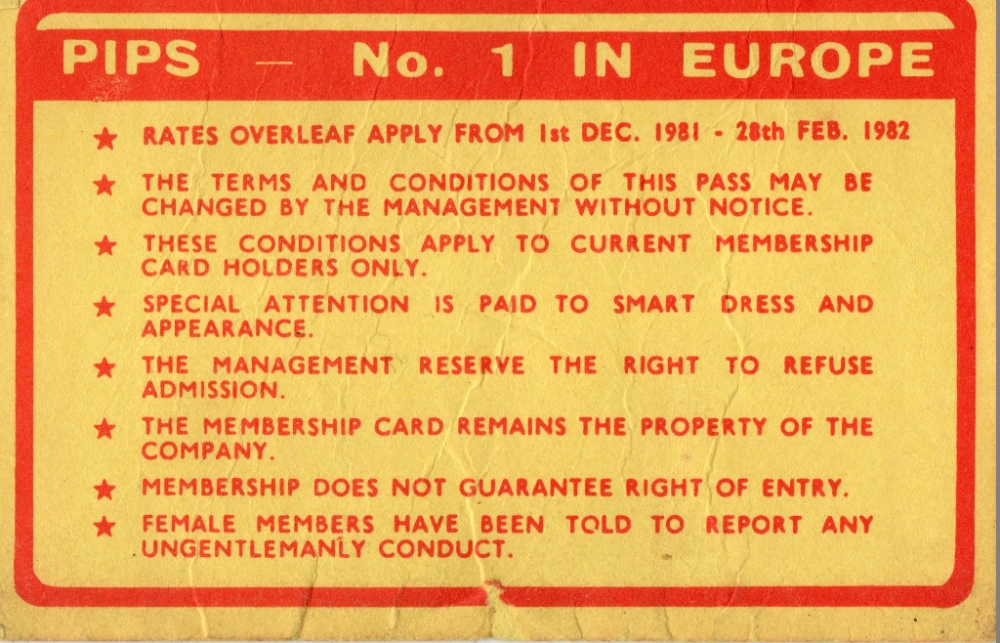 PIPS — No. 1 IN EUROPE
★ RATES OVERLEAF APPLY FROM 1st DEC. 1981 - 28th FEB. 1982
★ THE TERMS AND CONDITIONS OF THIS PASS MAY BE
CHANGED BY THE MANAGEMENT WITHOUT NOTICE.
★ THESE CONDITIONS APPLY TO CURRENT MEMBERSHIP
CARD HOLDERS ONLY.
★ SPECIAL ATTENTION IS PAID TO SMART DRESS AND
APPEARANCE.
★ THE MANAGEMENT RESERVE THE RIGHT TO REFUSE
ADMISSION.
★ THE MEMBERSHIP CARD REMAINS THE PROPERTY OF THE
COMPANY.
★ MEMBERSHIP DOES NOT GUARANTEE RIGHT OF ENTRY.
★ FEMALE MEMBERS HAVE BEEN TOLD TO REPORT ANY
UNGENTLEMANLY CONDUCT.